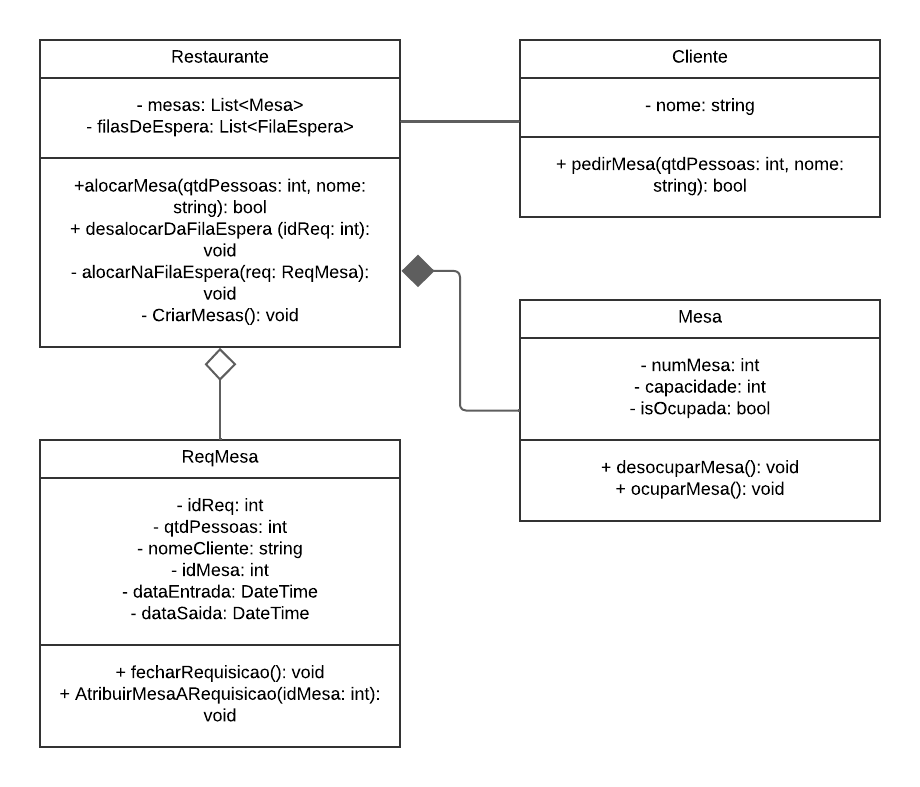 Restaurante
- mesas: List<Mesa>
- filasDeEspera: List<FilaEspera>
+alocarMesa(qtdPessoas: int, nome:
string): bool
+ desalocarDaFilaEspera (idReq: int):
void
- alocarNaFilaEspera(req: ReqMesa):
void
- CriarMesas(): void
Cliente
- nome: string
+ pedirMesa(qtdPessoas: int, nome:
string): bool
Mesa
- numMesa: int
- capacidade: int
- isOcupada: bool
+ desocuparMesa(): void
+ ocuparMesa(): void
ReqMesa
- idReq: int
- qtdPessoas: int
- nomeCliente: string
- idMesa: int
- dataEntrada: DateTime
- dataSaida: DateTime
+ fecharRequisicao(): void
+ AtribuirMesaARequisicao(idMesa: int):
void